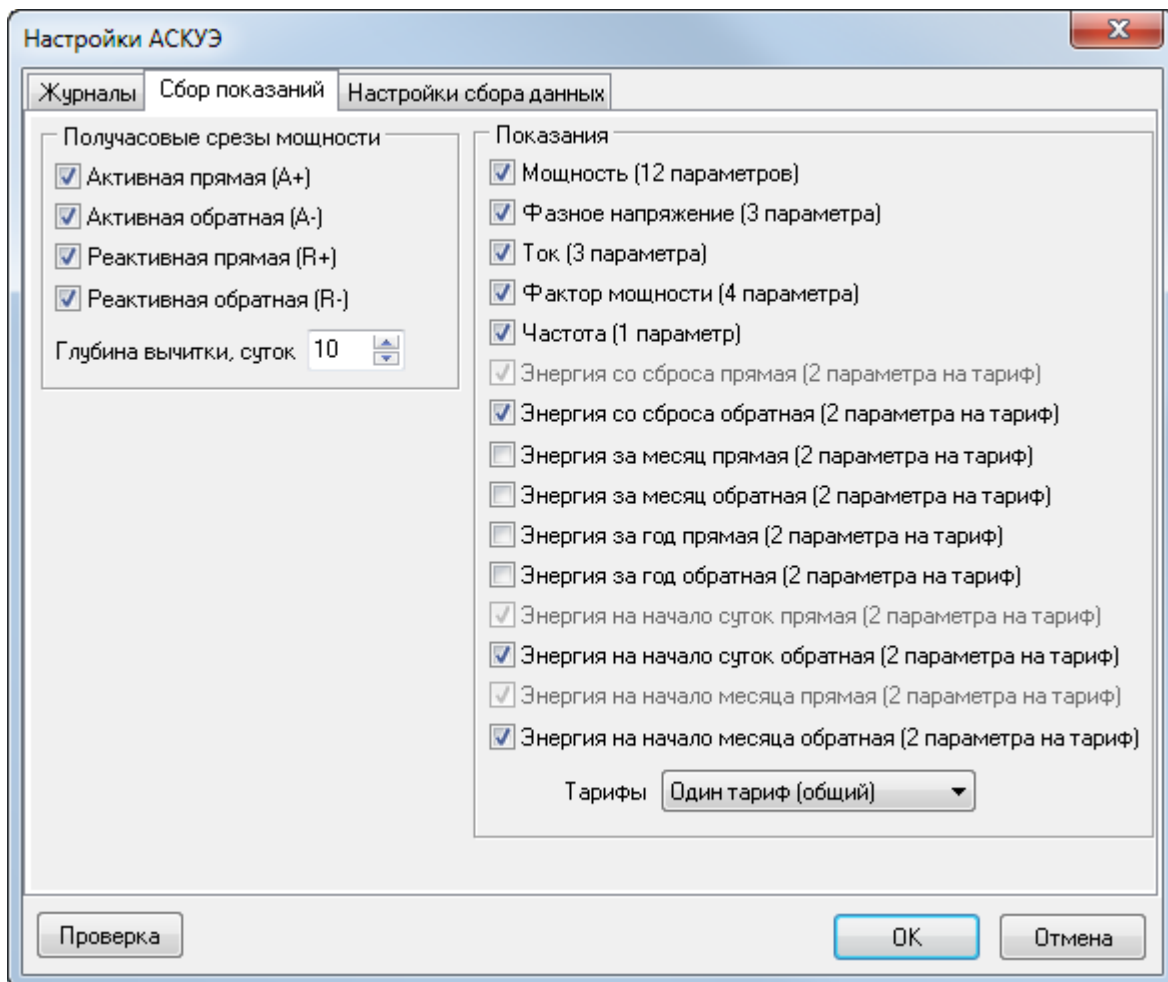 Настройки АСКУЭ
Журналы
Сбор показаний
Настройки сбора данных
Получасовые срезы мощности
Активная прямая (A+)
Активная обратная (A-)
Реактивная прямая (R+)
Реактивная обратная (R-)
Глубина вычитки, суток 10
Показания
Мощность (12 параметров)
Фазное напряжение (3 параметра)
Ток (3 параметра)
Фактор мощности (4 параметра)
Частота (1 параметр)
Энергия со сброса прямая (2 параметра на тариф)
Энергия со сброса обратная (2 параметра на тариф)
Энергия за месяц прямая (2 параметра на тариф)
Энергия за месяц обратная (2 параметра на тариф)
Энергия за год прямая (2 параметра на тариф)
Энергия за год обратная (2 параметра на тариф)
Энергия на начало суток прямая (2 параметра на тариф)
Энергия на начало суток обратная (2 параметра на тариф)
Энергия на начало месяца прямая (2 параметра на тариф)
Энергия на начало месяца обратная (2 параметра на тариф)
Тарифы Один тариф (общий)
Проверка
OK
Отмена